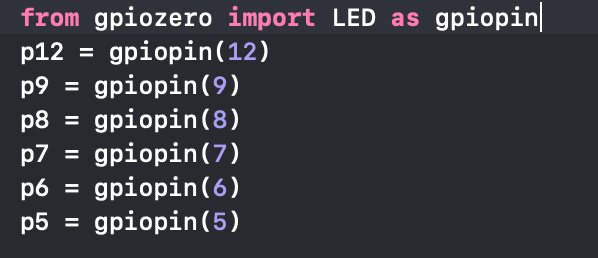 from gpiozero import LED as gpiopin
p12 = gpiopin(12)
p9 = gpiopin(9)
p8 = gpiopin(8)
p7 = gpiopin(7)
p6 = gpiopin(6)
p5 = gpiopin(5)